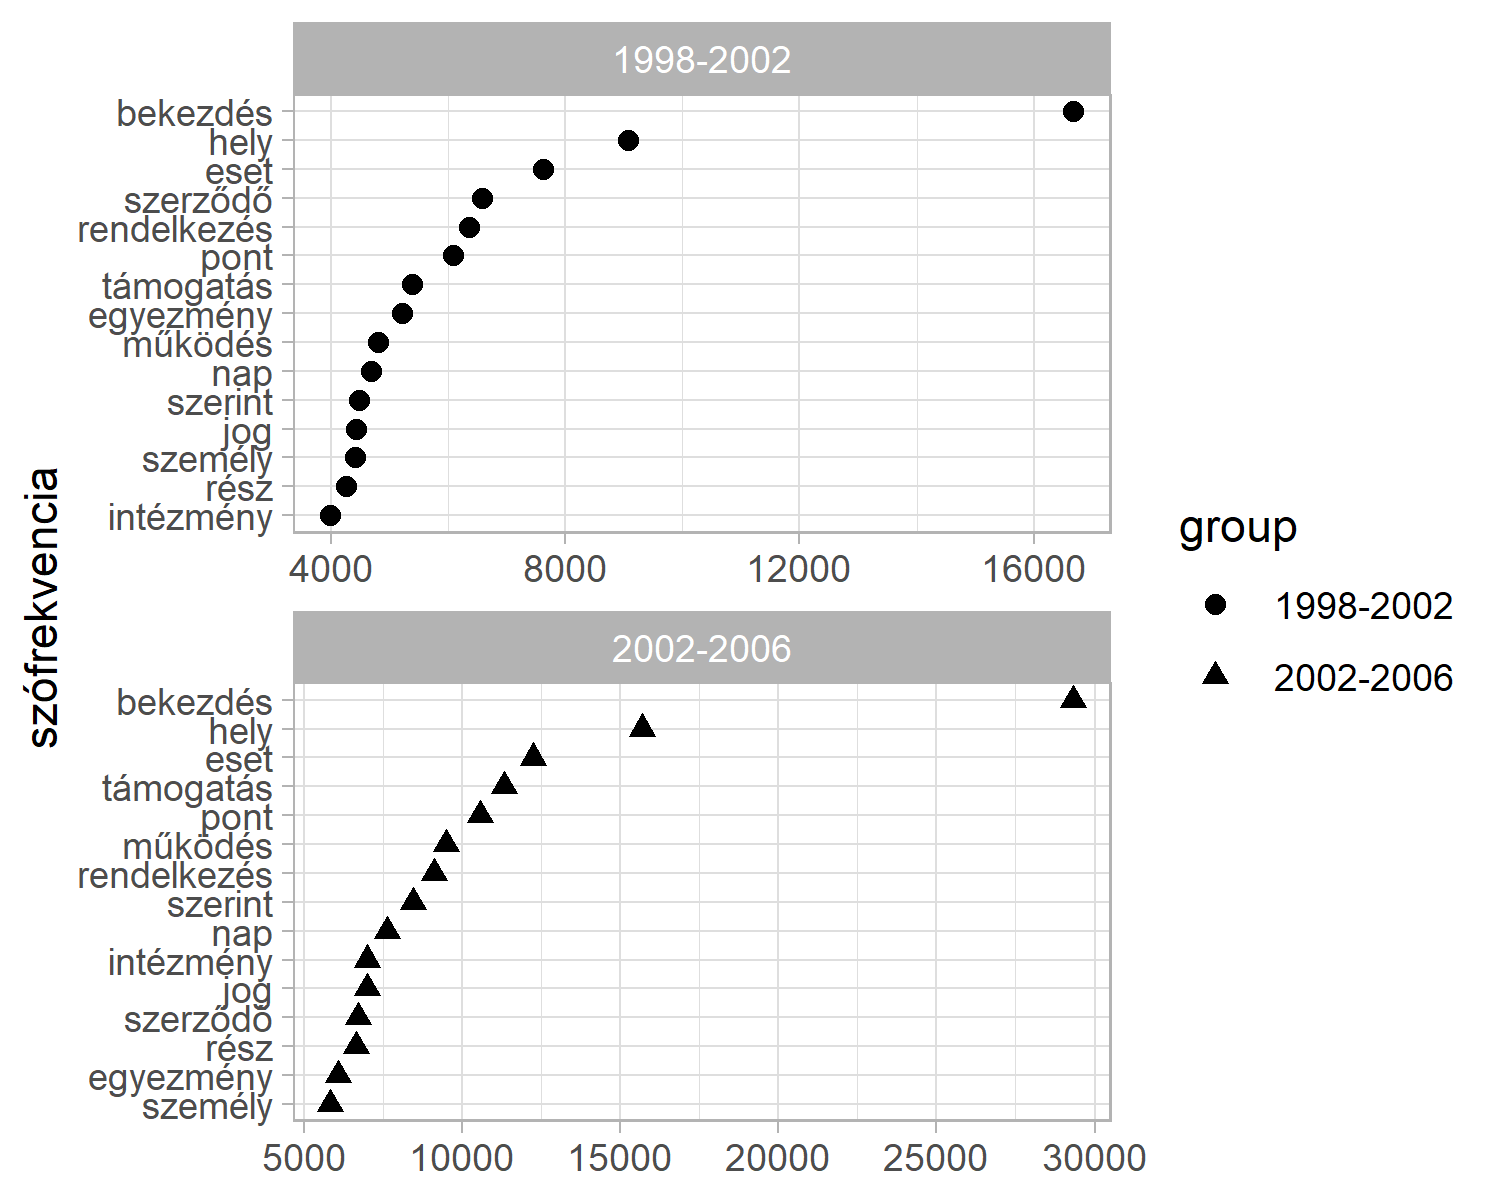 1998-2002
bekezdés
hely
eset
szerződő
rendelkezés
pont
támogatás
egyezmény
működés
nap
szerint
jog
személy
rész
intézmény
4000 8000 12000 16000
szófrekvencia
group
1998-2002
2002-2006
2002-2006
bekezdés
hely
eset
támogatás
pont
működés
rendelkezés
szerint
nap
intézmény
jog
szerződő
rész
egyezmény
személy
5000 10000 15000 20000 25000 30000